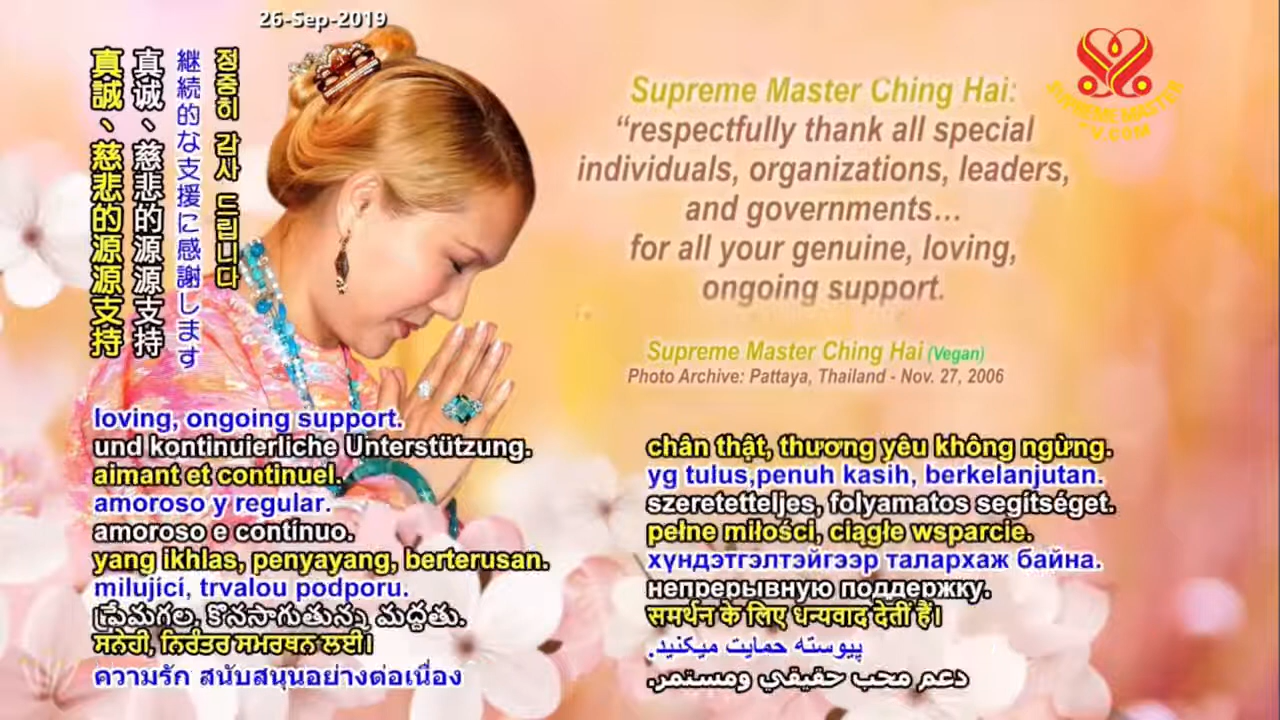 26-Sep-2019
정중히 감사 드립니다
継続的な支援に感謝します
真诚、慈悲的源源支持
真誠、慈悲的源源支持
Supreme Master Ching Hai:
“respectfully thank all special
individuals, organizations, leaders,
and governments...
for all your genuine, loving,
ongoing support.
Supreme Master Ching Hai (Vegan)
Photo Archive: Pattaya, Thailand - Nov. 27, 2006
SUPREME MASTER
TV.COM
loving, ongoing support.
und kontinuierliche Unterstützung.
aimant et continuel.
amoroso y regular.
amoroso e contínuo.
yang ikhlas, penyayang, berterusan.
milující, trvalou podporu.
ప్రేమగల, కొనసాగుతున్న మద్దతు.
ਸਨੇਹੀ, ਨਿਰੰਤਰ ਸਮਰਥਨ ਲਈ।
ความรัก สนับสนุนอย่างต่อเนื่อง
chân thật, thương yêu không ngừng.
yg tulus,penuh kasih, berkelanjutan.
szeretetteljes, folyamatos segítséget.
pełne miłości, ciągłe wsparcie.
хүндэтгэлтэйгээр талархаж байна.
непрерывную поддержку.
समर्थन के लिए धन्यवाद देतीं हैं।
پیوسته حمایت میکنید.
دعم محب حقيقي ومستمر.